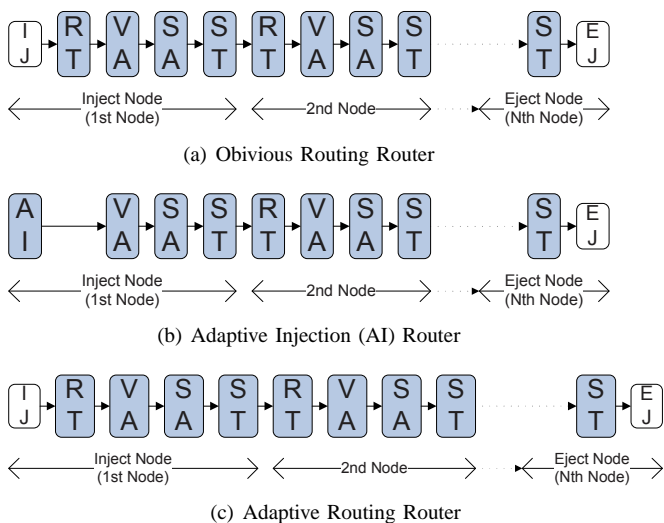 I J R T V A S A S T R T V A S A S T S T E J
Inject Node (1st Node) 2nd Node Eject Node (Nth Node)
(a) Obivious Routing Router
A I V A S A S T R T V A S A S T S T E J
Inject Node (1st Node) 2nd Node Eject Node (Nth Node)
(b) Adaptive Injection (AI) Router
I J R T V A S A S T R T V A S A S T S T E J
Inject Node (1st Node) 2nd Node Eject Node (Nth Node)
(c) Adaptive Routing Router